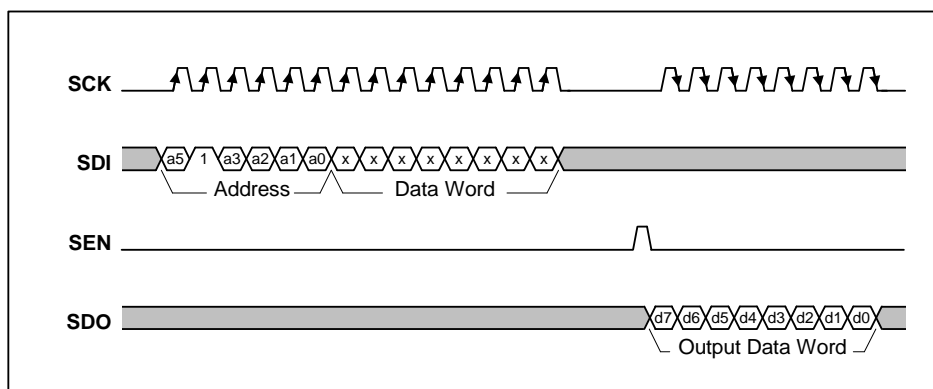 SCK
SDI
a5 1 a3 a2 a1 a0 x x x x x x x x
Address Data Word
SEN
SDO
d7 d6 d5 d4 d3 d2 d1 d0
Output Data Word